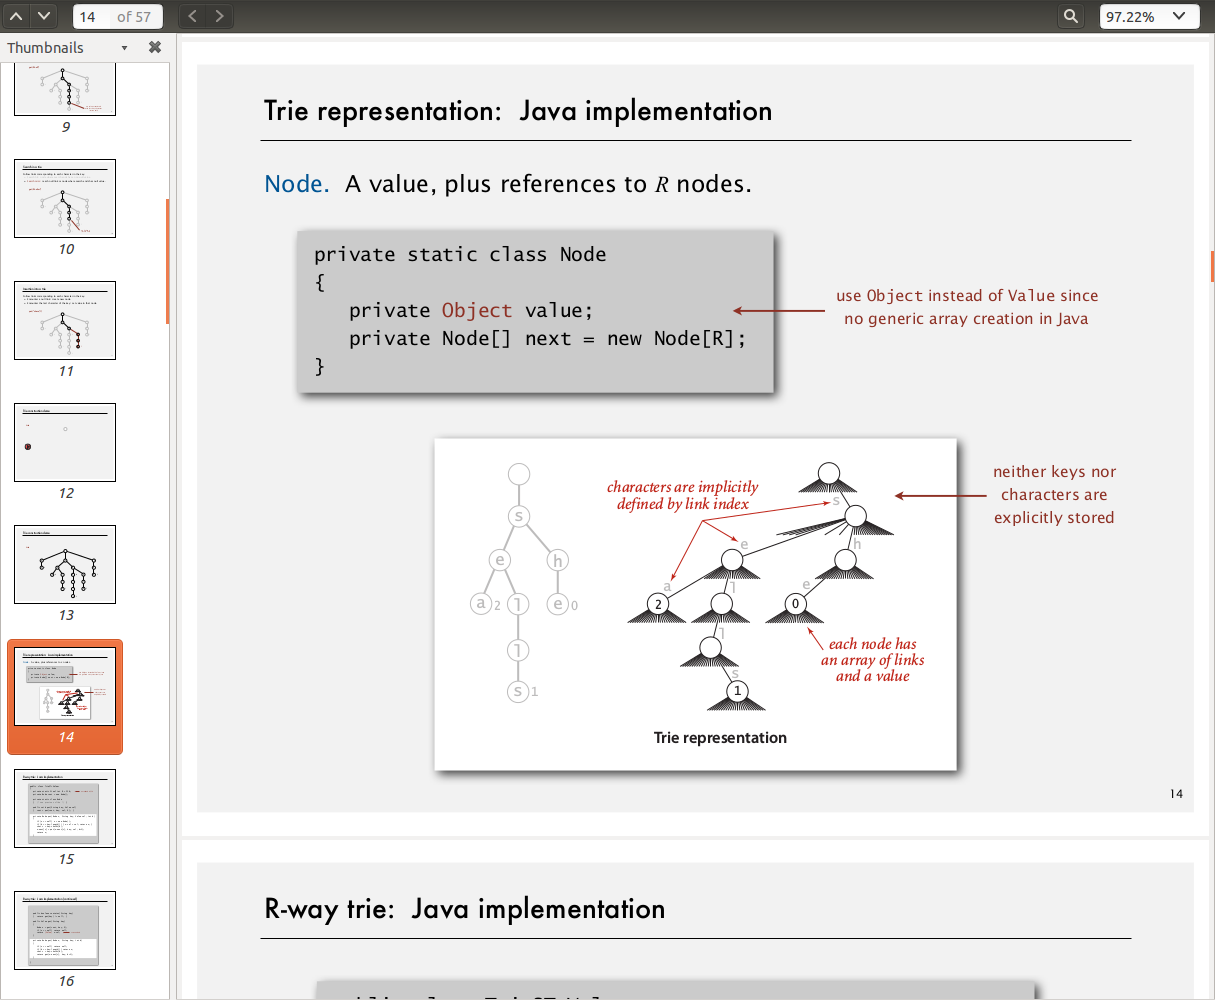 14 of 57
97.22%
Thumbnails
9
10
11
12
13
14
15
16
Trie representation: Java implementation
Node. A value, plus references to R nodes.
private static class Node
{
private Object value;
private Node[] next = new Node[R];
}
use Object instead of Value since
no generic array creation in Java
neither keys nor
characters are
explicitly stored
characters are implicitly
defined by link index
s
e
h
a 2
l
e 0
l
s 1
s
e
h
a
l
e
2
0
l
s
1
each node has
an array of links
and a value
Trie representation
14
R-way trie: Java implementation